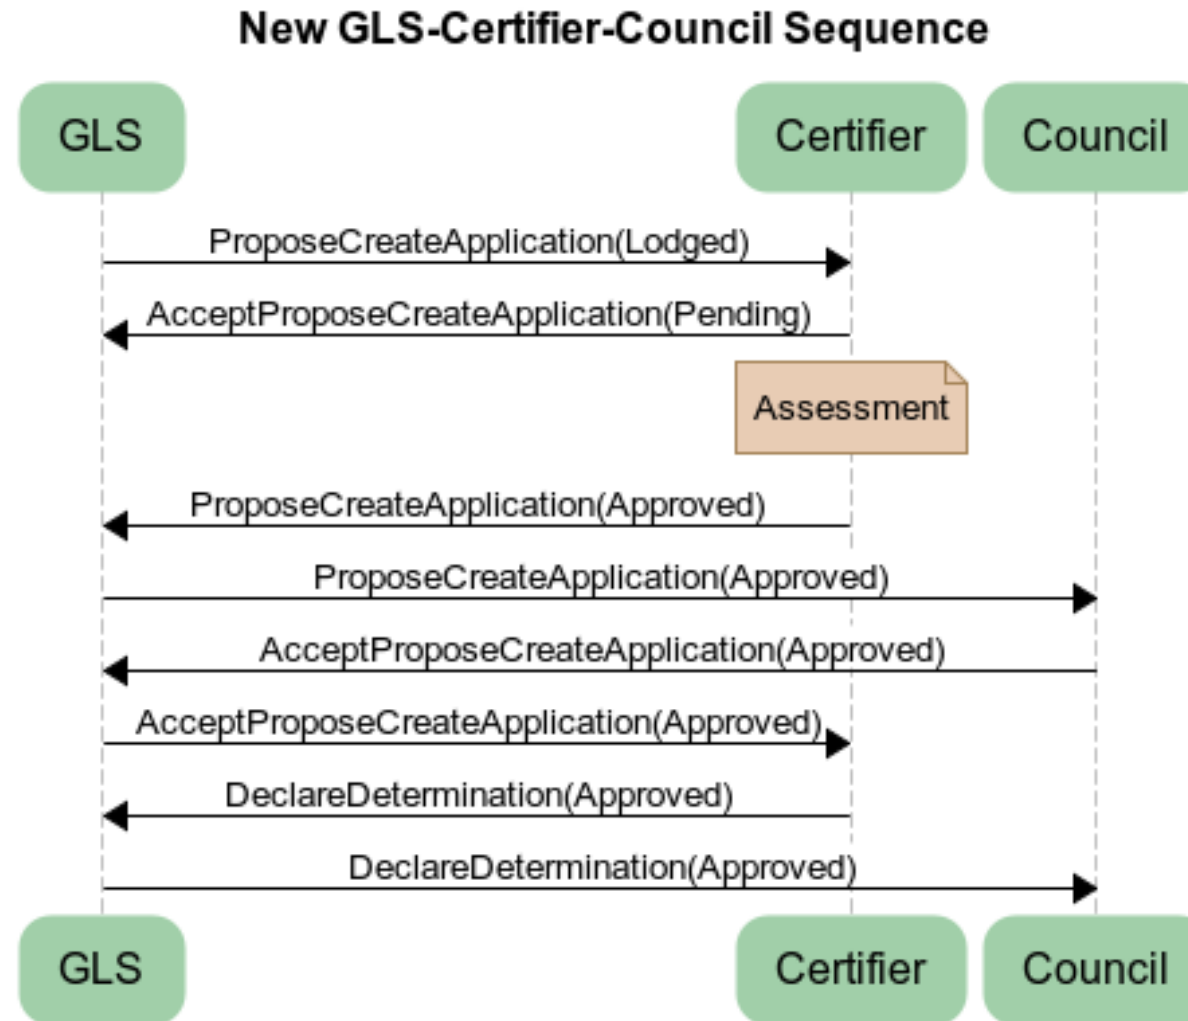 New GLS-Certifier-Council Sequence
GLS
Certifier
Council
ProposeCreateApplication(Lodged)
AcceptProposeCreateApplication(Pending)
Assessment
ProposeCreateApplication(Approved)
ProposeCreateApplication(Approved)
AcceptProposeCreateApplication(Approved)
AcceptProposeCreateApplication(Approved)
DeclareDetermination(Approved)
DeclareDetermination(Approved)
GLS
Certifier
Council